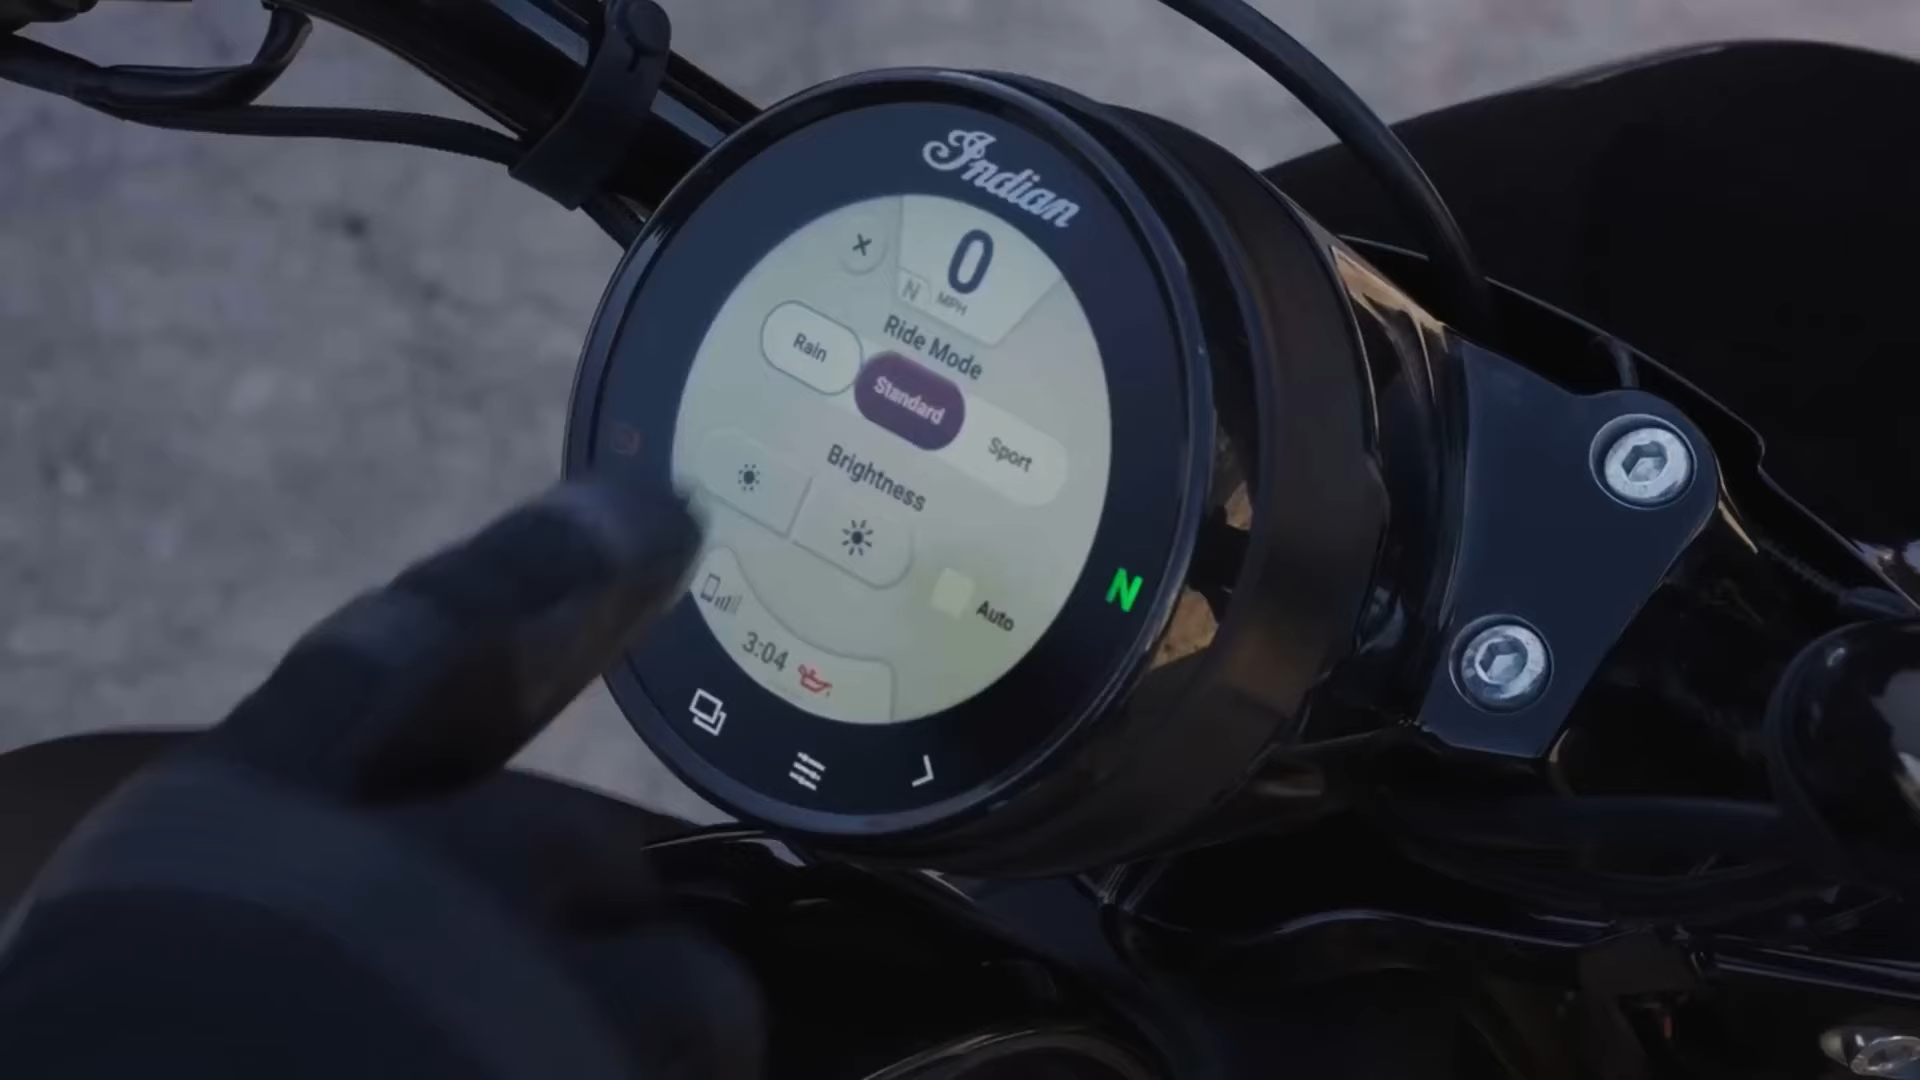 Indian
0
N
MPH
Ride Mode
Rain
Standard
Sport
Brightness
Auto
N
3:04